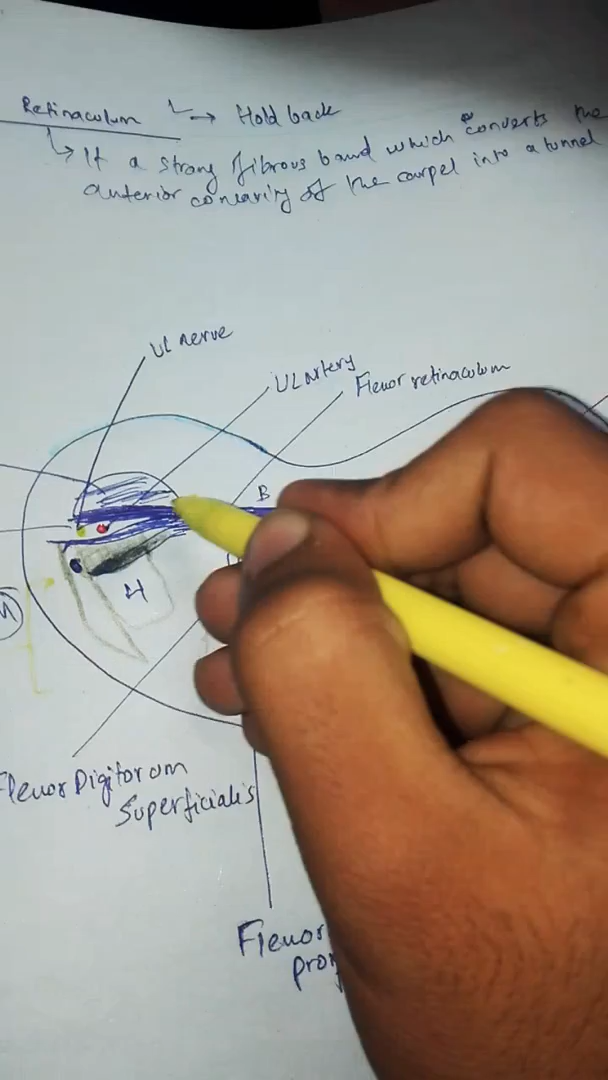 Retinaculum ↳→ Hold back
↳ It a strong fibrous band which converts the
anterior concavity of the carpel into a tunnel
UL nerve
UL artery
Flexor retinaculum
B
H
M
Flexor Digitorum
Superficialis
Flexor
pro